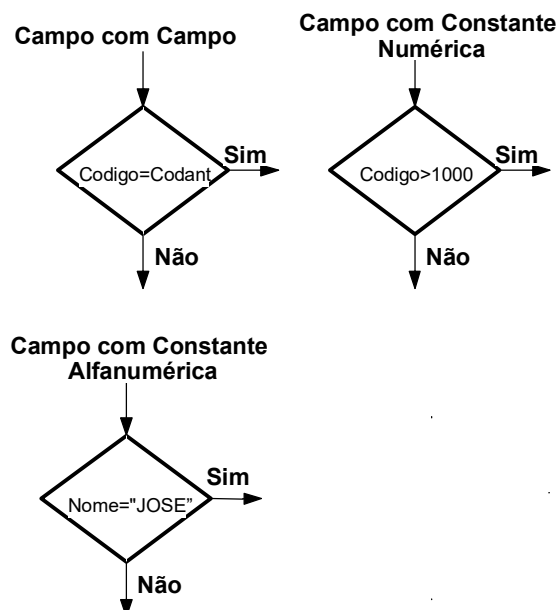 Campo com Campo
Codigo=Codant
Sim
Não
Campo com Constante
Numérica
Codigo>1000
Sim
Não
Campo com Constante
Alfanumérica
Nome="JOSE”
Sim
Não